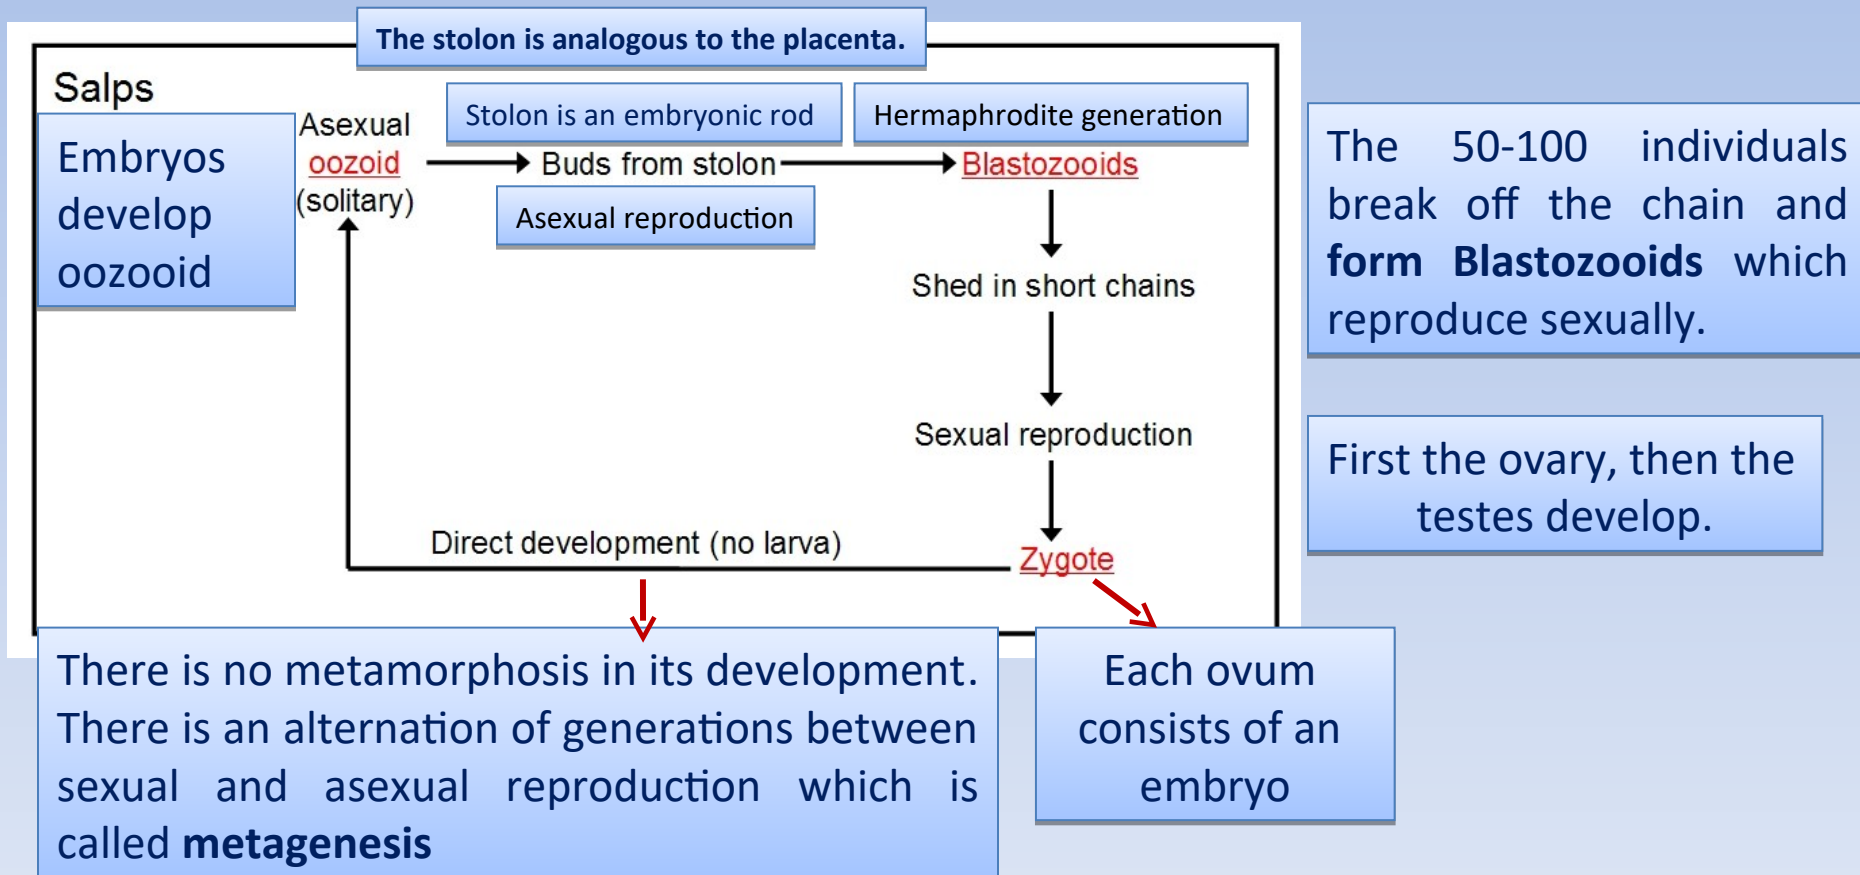 The stolon is analogous to the placenta.
Salps
Embryos
develop
oozooid
Asexual
oozoid
(solitary)
Stolon is an embryonic rod
Buds from stolon
Asexual reproduction
Hermaphrodite generation
Blastozooids
Shed in short chains
Sexual reproduction
Zygote
Direct development (no larva)
The 50-100 individuals
break off the chain and
form Blastozooids which
reproduce sexually.
First the ovary, then the
testes develop.
There is no metamorphosis in its development.
There is an alternation of generations between
sexual and asexual reproduction which is
called metagenesis
Each ovum
consists of an
embryo